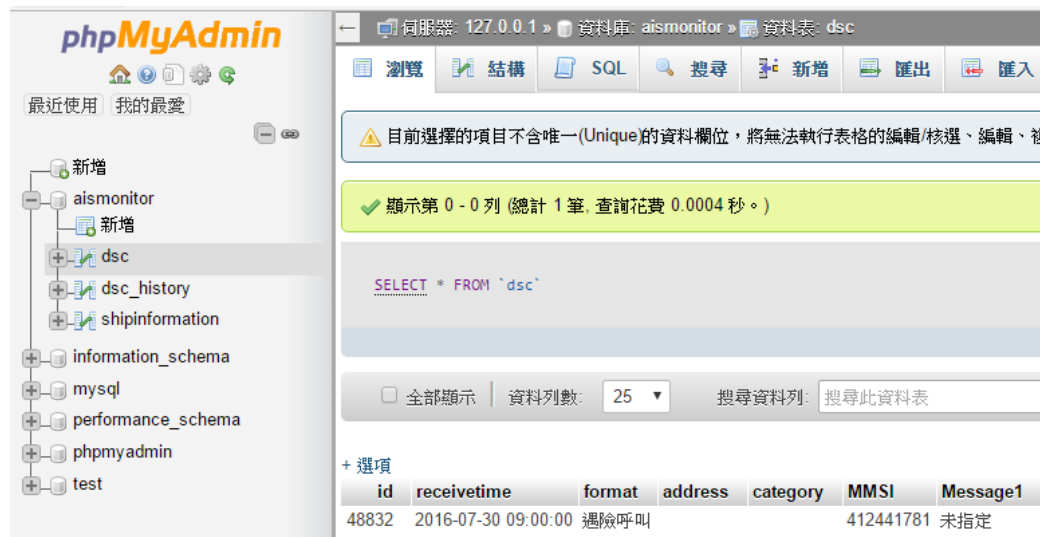 phpMyAdmin
最近使用 我的最愛
新增
aismonitor
新增
dsc
dsc_history
shipinformation
information_schema
mysql
performance_schema
phpmyadmin
test
← 伺服器: 127.0.0.1 » 資料庫: aismonitor » 資料表: dsc
瀏覽 結構 SQL 搜尋 新增 匯出 匯入
目前選擇的項目不含唯一(Unique)的資料欄位,將無法執行表格的編輯/核選、編輯、複
顯示第 0 - 0 列 (總計 1 筆, 查詢花費 0.0004 秒。)
SELECT * FROM `dsc`
全部顯示 資料列數: 25 搜尋資料列: 搜尋此資料表
+ 選項
id receivetime format address category MMSI Message1
48832 2016-07-30 09:00:00 遇險呼叫 412441781 未指定